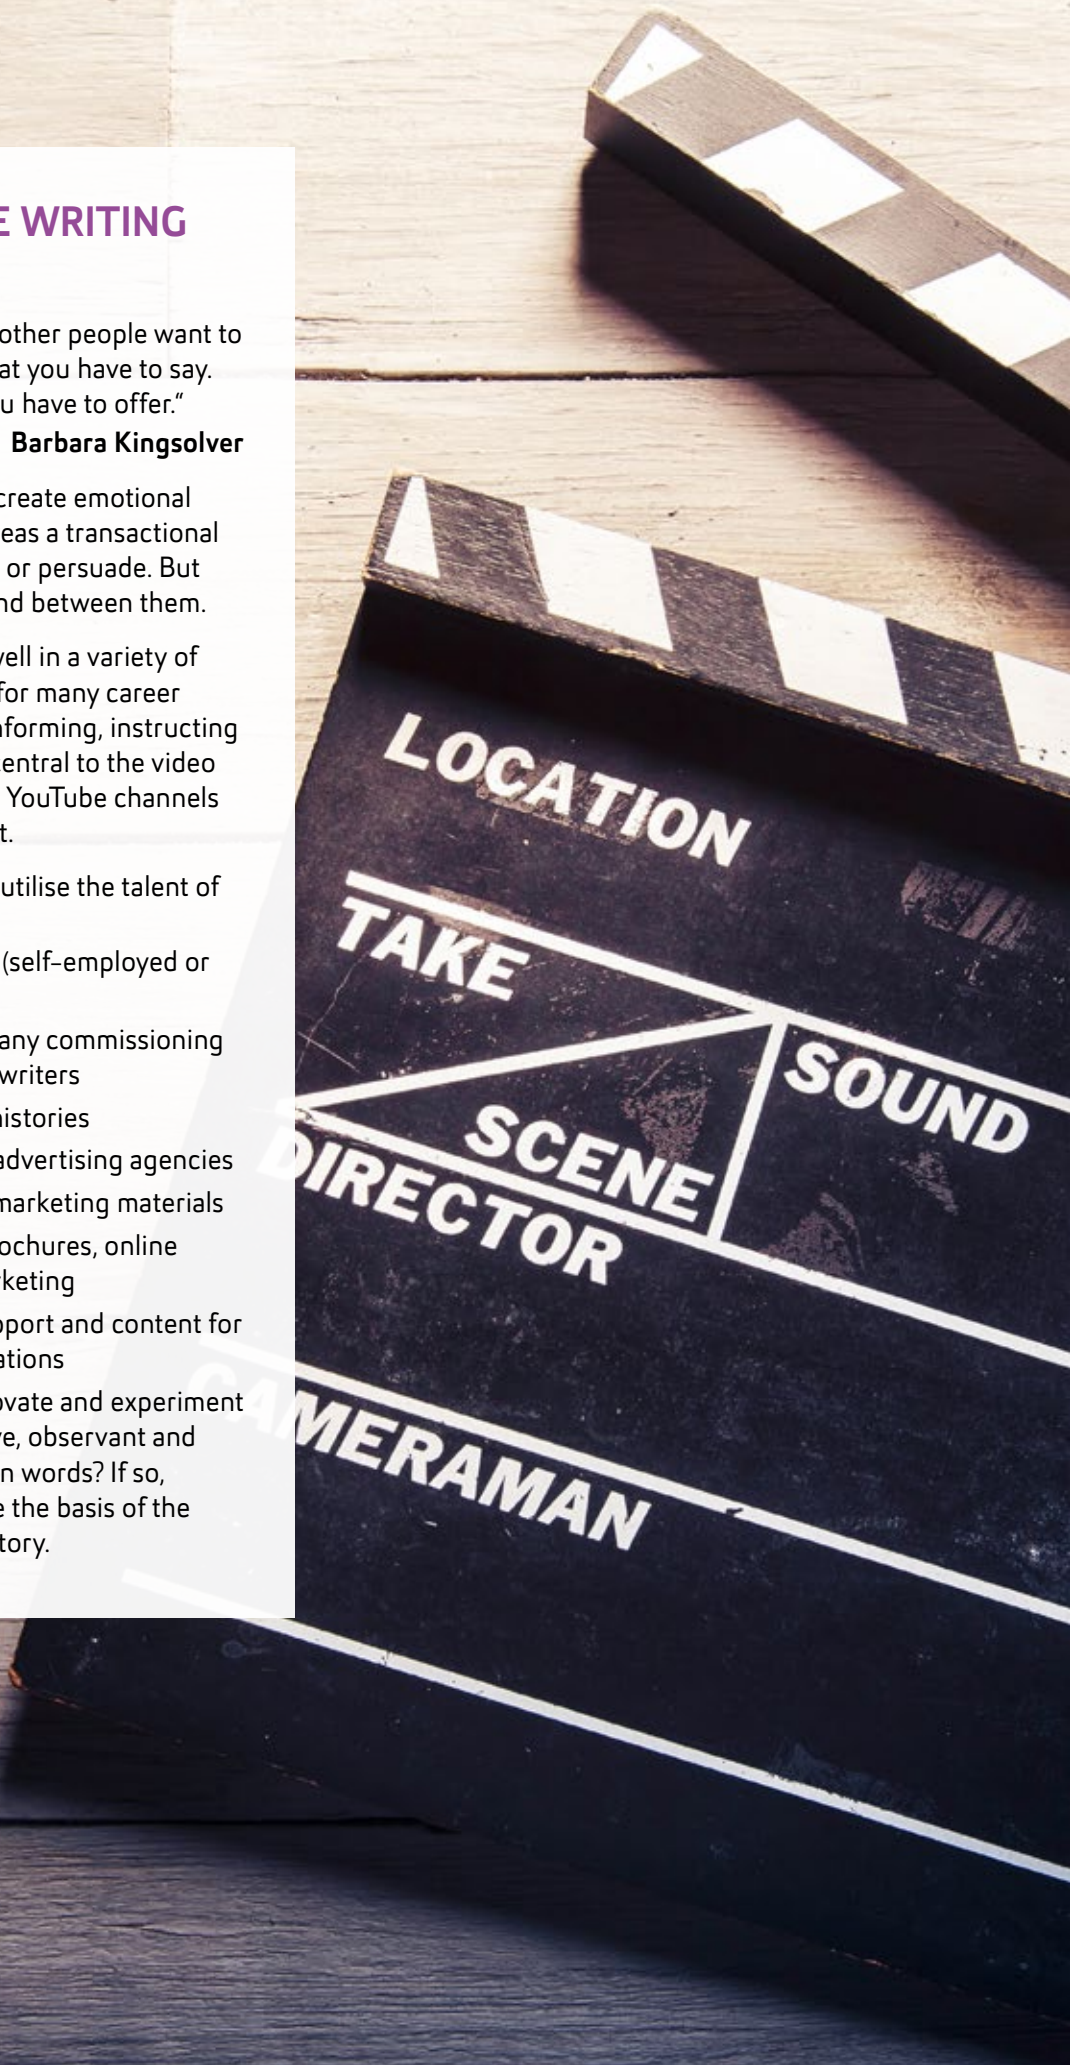 E WRITING
other people want to
at you have to say.
u have to offer.“
Barbara Kingsolver
create emotional
eas a transactional
or persuade. But
nd between them.
vell in a variety of
for many career
nforming, instructing
entral to the video
YouTube channels
t.
utilise the talent of
(self-employed or
any commissioning
writers
histories
advertising agencies
marketing materials
ochures, online
keting
pport and content for
ations
ovate and experiment
ve, observant and
n words? If so,
e the basis of the
tory.
LOCATION
TAKE
SOUND
SCENE
DIRECTOR
CAMERAMAN